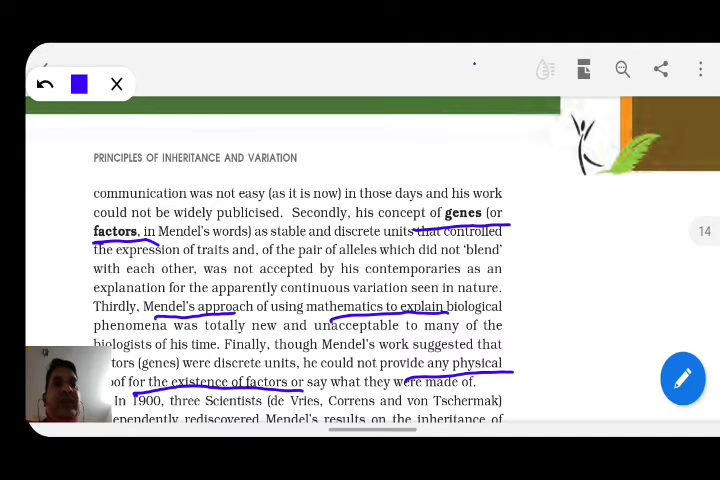 PRINCIPLES OF INHERITANCE AND VARIATION
communication was not easy (as it is now) in those days and his work
could not be widely publicised. Secondly, his concept of genes (or
factors, in Mendel's words) as stable and discrete units that controlled
the expression of traits and, of the pair of alleles which did not 'blend'
with each other, was not accepted by his contemporaries as an
explanation for the apparently continuous variation seen in nature.
Thirdly, Mendel's approach of using mathematics to explain biological
phenomena was totally new and unacceptable to many of the
biologists of his time. Finally, though Mendel's work suggested that
tors (genes) were discrete units, he could not provide any physical
oof for the existence of factors or say what they were made of.
In 1900, three Scientists (de Vries, Correns and von Tschermak)
ependently rediscovered Mendel's results on the inheritance of
14